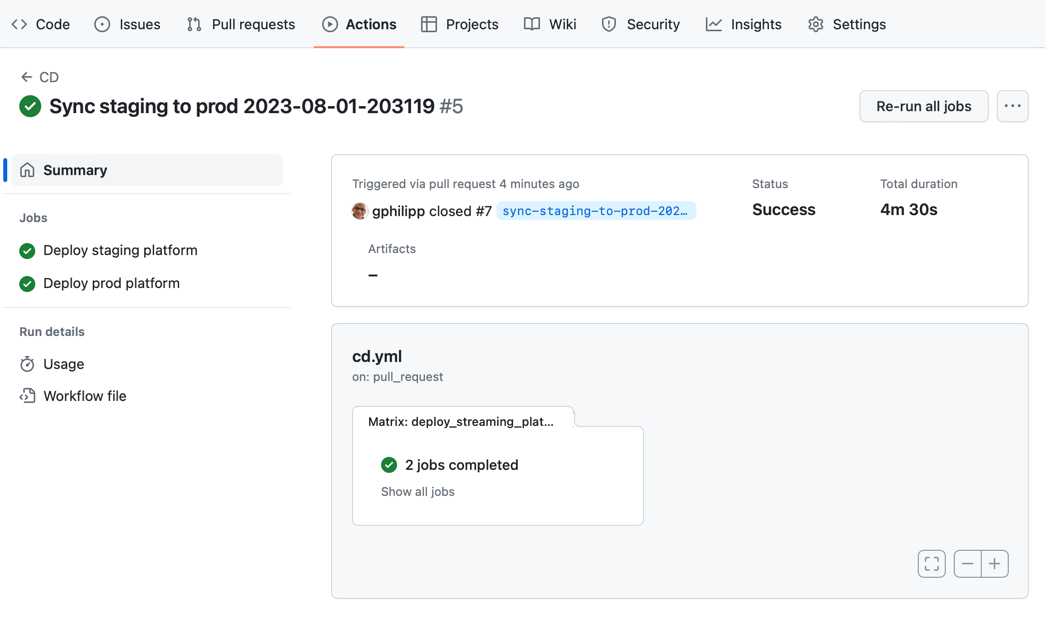 Code Issues Pull requests Actions Projects Wiki Security Insights Settings
CD
Sync staging to prod 2023-08-01-203119 #5
Re-run all jobs
Summary
Jobs
Deploy staging platform
Deploy prod platform
Run details
Usage
Workflow file
Triggered via pull request 4 minutes ago
gphilipp closed #7 sync-staging-to-prod-202…
Status
Success
Total duration
4m 30s
Artifacts
–
cd.yml
on: pull_request
Matrix: deploy_streaming_plat...
2 jobs completed
Show all jobs